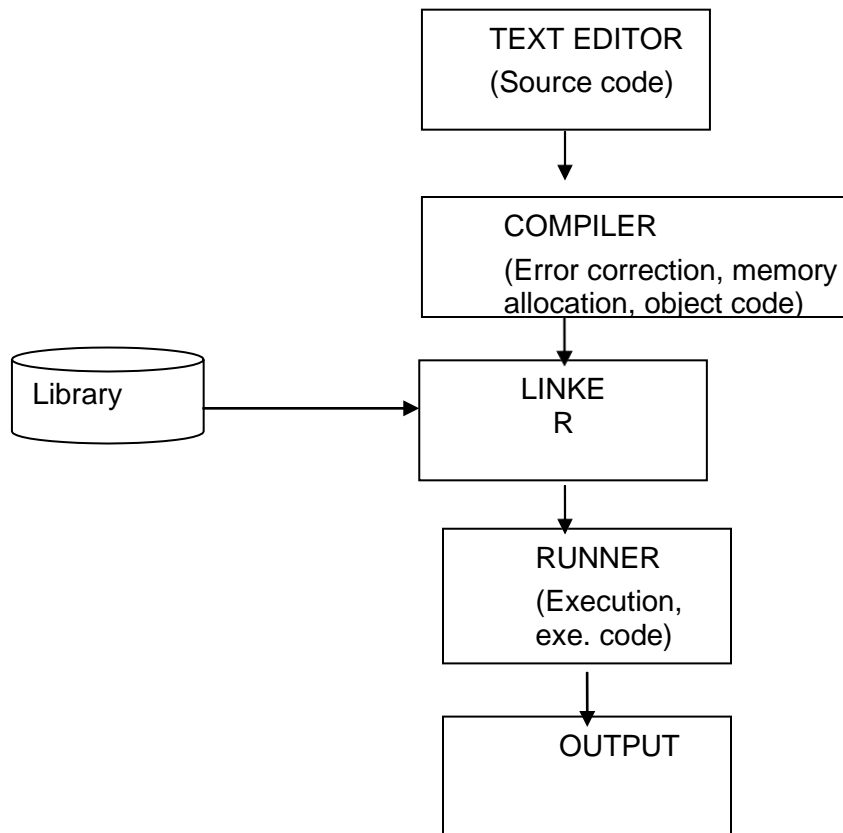 TEXT EDITOR
(Source code)
COMPILER
(Error correction, memory
allocation, object code)
Library
LINKE
R
RUNNER
(Execution,
exe. code)
OUTPUT